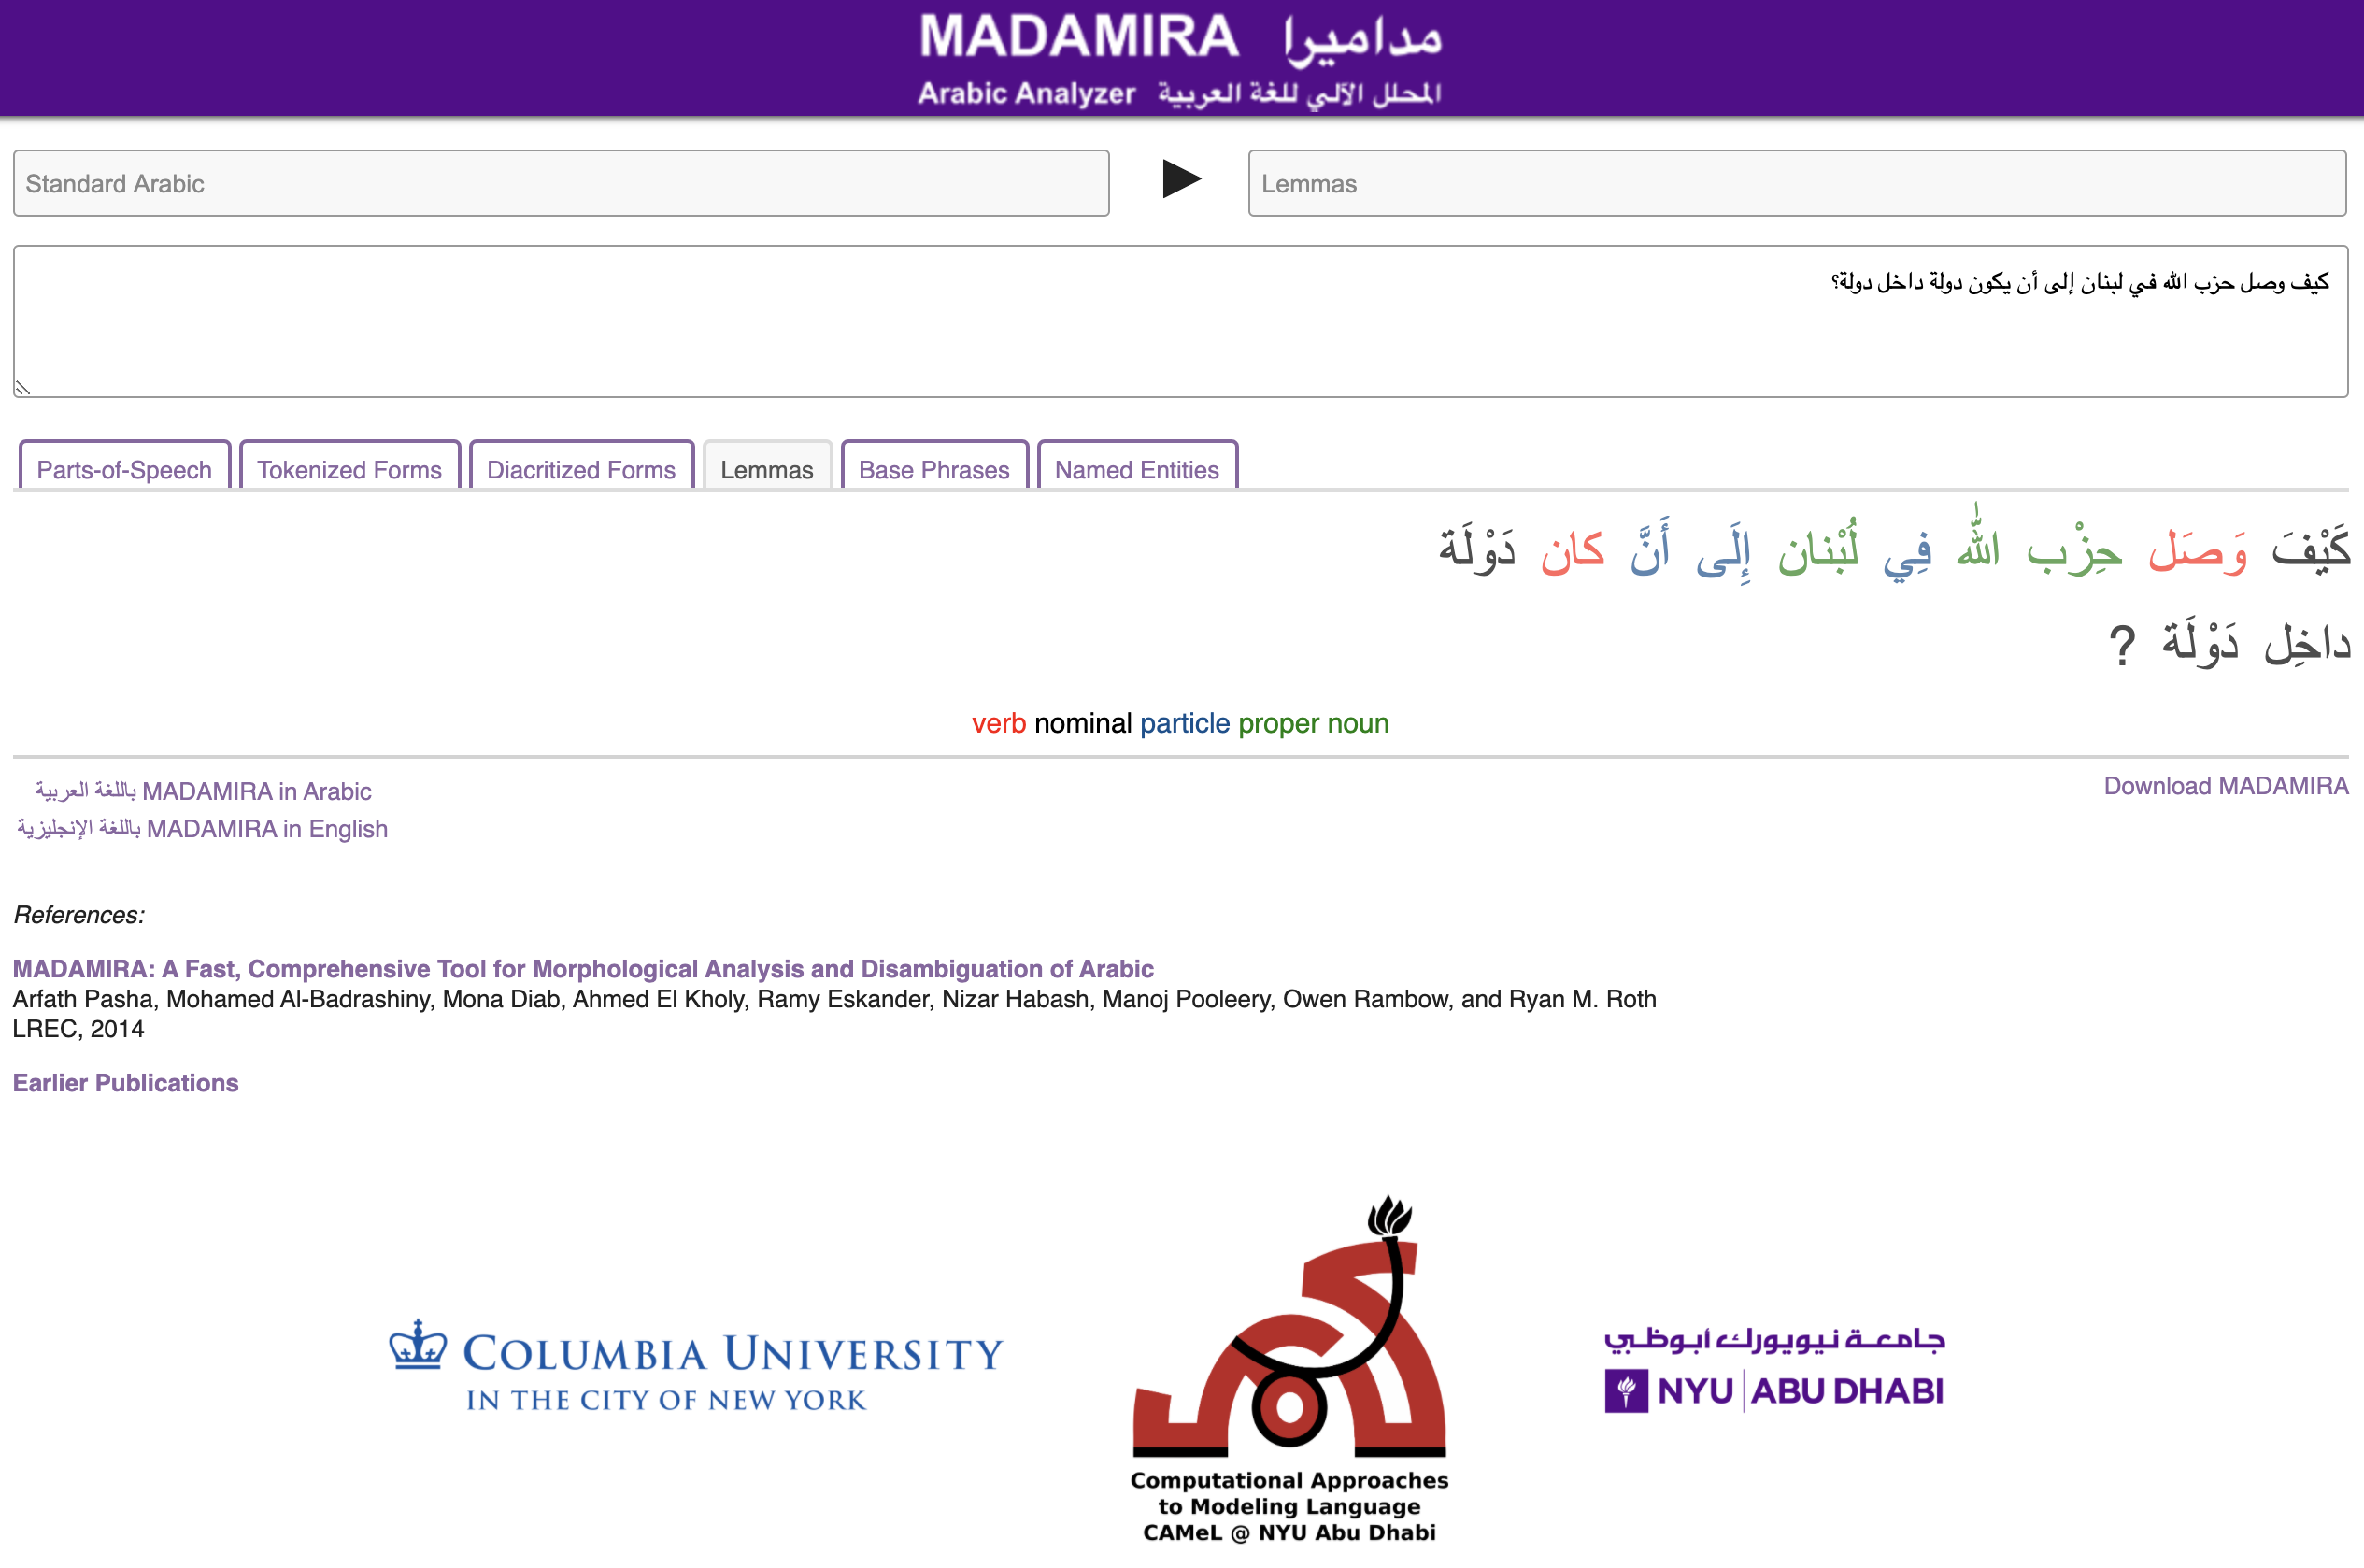 MADAMIRA مداميرا
Arabic Analyzer المحلل الآلي للغة العربية
Standard Arabic
Lemmas
كيف وصل حزب الله في لبنان إلى أن يكون دولة داخل دولة؟
Parts-of-Speech
Tokenized Forms
Diacritized Forms
Lemmas
Base Phrases
Named Entities
كَيْفَ وَصَل حِزْب اللّٰه فِي لُبْنان إِلَى أَنَّ كان دَوْلَة
داخِل دَوْلَة ?
verb nominal particle proper noun
باللغة العربية MADAMIRA in Arabic
باللغة الإنجليزية MADAMIRA in English
Download MADAMIRA
References:
MADAMIRA: A Fast, Comprehensive Tool for Morphological Analysis and Disambiguation of Arabic
Arfath Pasha, Mohamed Al-Badrashiny, Mona Diab, Ahmed El Kholy, Ramy Eskander, Nizar Habash, Manoj Pooleery, Owen Rambow, and Ryan M. Roth
LREC, 2014
Earlier Publications
COLUMBIA UNIVERSITY
IN THE CITY OF NEW YORK
Computational Approaches
to Modeling Language
CAMeL @ NYU Abu Dhabi
جامعة نيويورك أبوظبي
NYU ABU DHABI